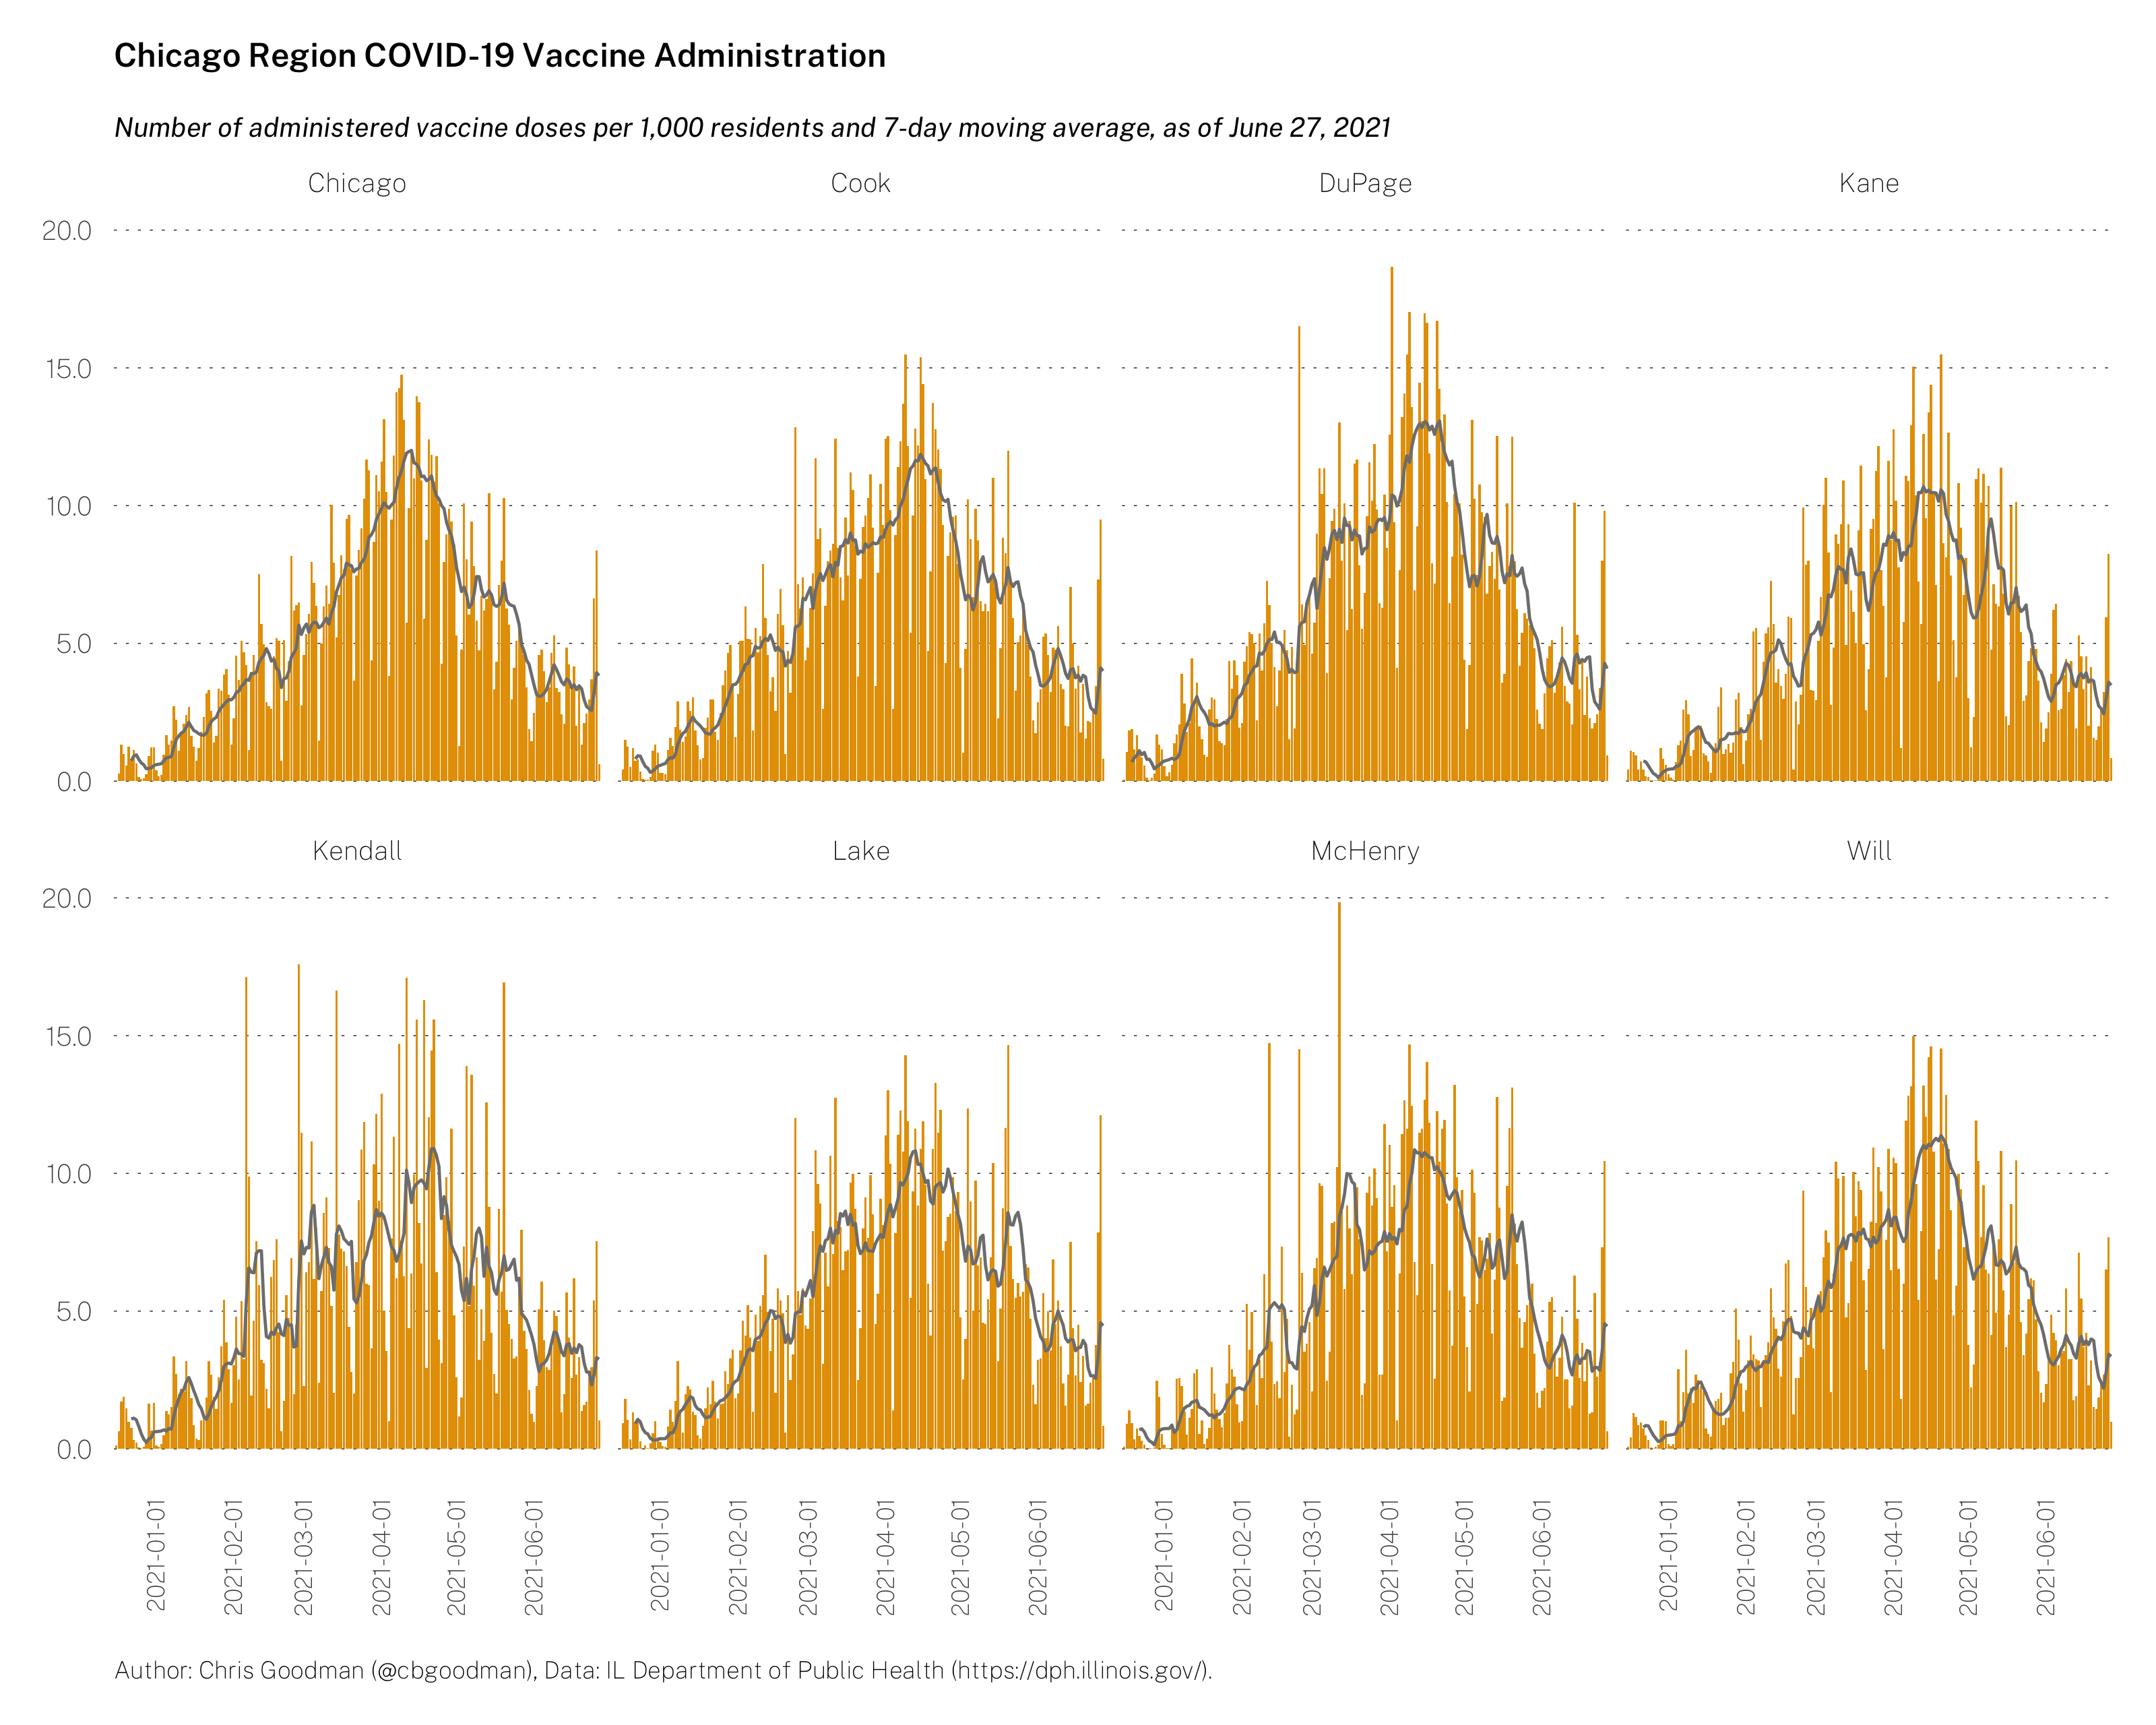 Chicago Region COVID-19 Vaccine Administration
Number of administered vaccine doses per 1,000 residents and 7-day moving average, as of June 27, 2021
Chicago Cook DuPage Kane
20.0
15.0
10.0
5.0
0.0
Kendall Lake McHenry Will
20.0
15.0
10.0
5.0
0.0
2021-01-01 2021-02-01 2021-03-01 2021-04-01 2021-05-01 2021-06-01 2021-01-01 2021-02-01 2021-03-01 2021-04-01 2021-05-01 2021-06-01 2021-01-01 2021-02-01 2021-03-01 2021-04-01 2021-05-01 2021-06-01 2021-01-01 2021-02-01 2021-03-01 2021-04-01 2021-05-01 2021-06-01
Author: Chris Goodman (@cbgoodman), Data: IL Department of Public Health (https://dph.illinois.gov/).